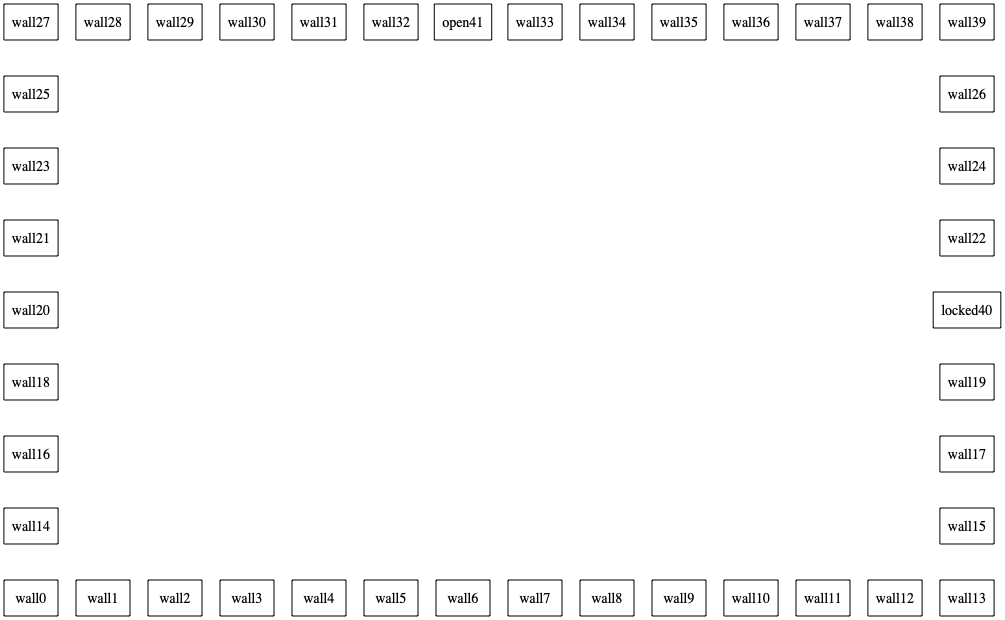 wall27 wall28 wall29 wall30 wall31 wall32 open41 wall33 wall34 wall35 wall36 wall37 wall38 wall39
wall25 wall26
wall23 wall24
wall21 wall22
wall20 locked40
wall18 wall19
wall16 wall17
wall14 wall15
wall0 wall1 wall2 wall3 wall4 wall5 wall6 wall7 wall8 wall9 wall10 wall11 wall12 wall13